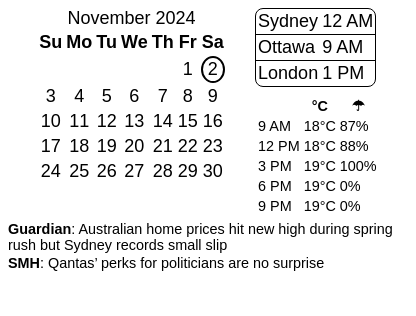 November 2024
Su Mo Tu We Th Fr Sa
1 2
3 4 5 6 7 8 9
10 11 12 13 14 15 16
17 18 19 20 21 22 23
24 25 26 27 28 29 30
Sydney 12 AM
Ottawa 9 AM
London 1 PM
°C ☂
9 AM 18°C 87%
12 PM 18°C 88%
3 PM 19°C 100%
6 PM 19°C 0%
9 PM 19°C 0%
Guardian: Australian home prices hit new high during spring
rush but Sydney records small slip
SMH: Qantas’ perks for politicians are no surprise